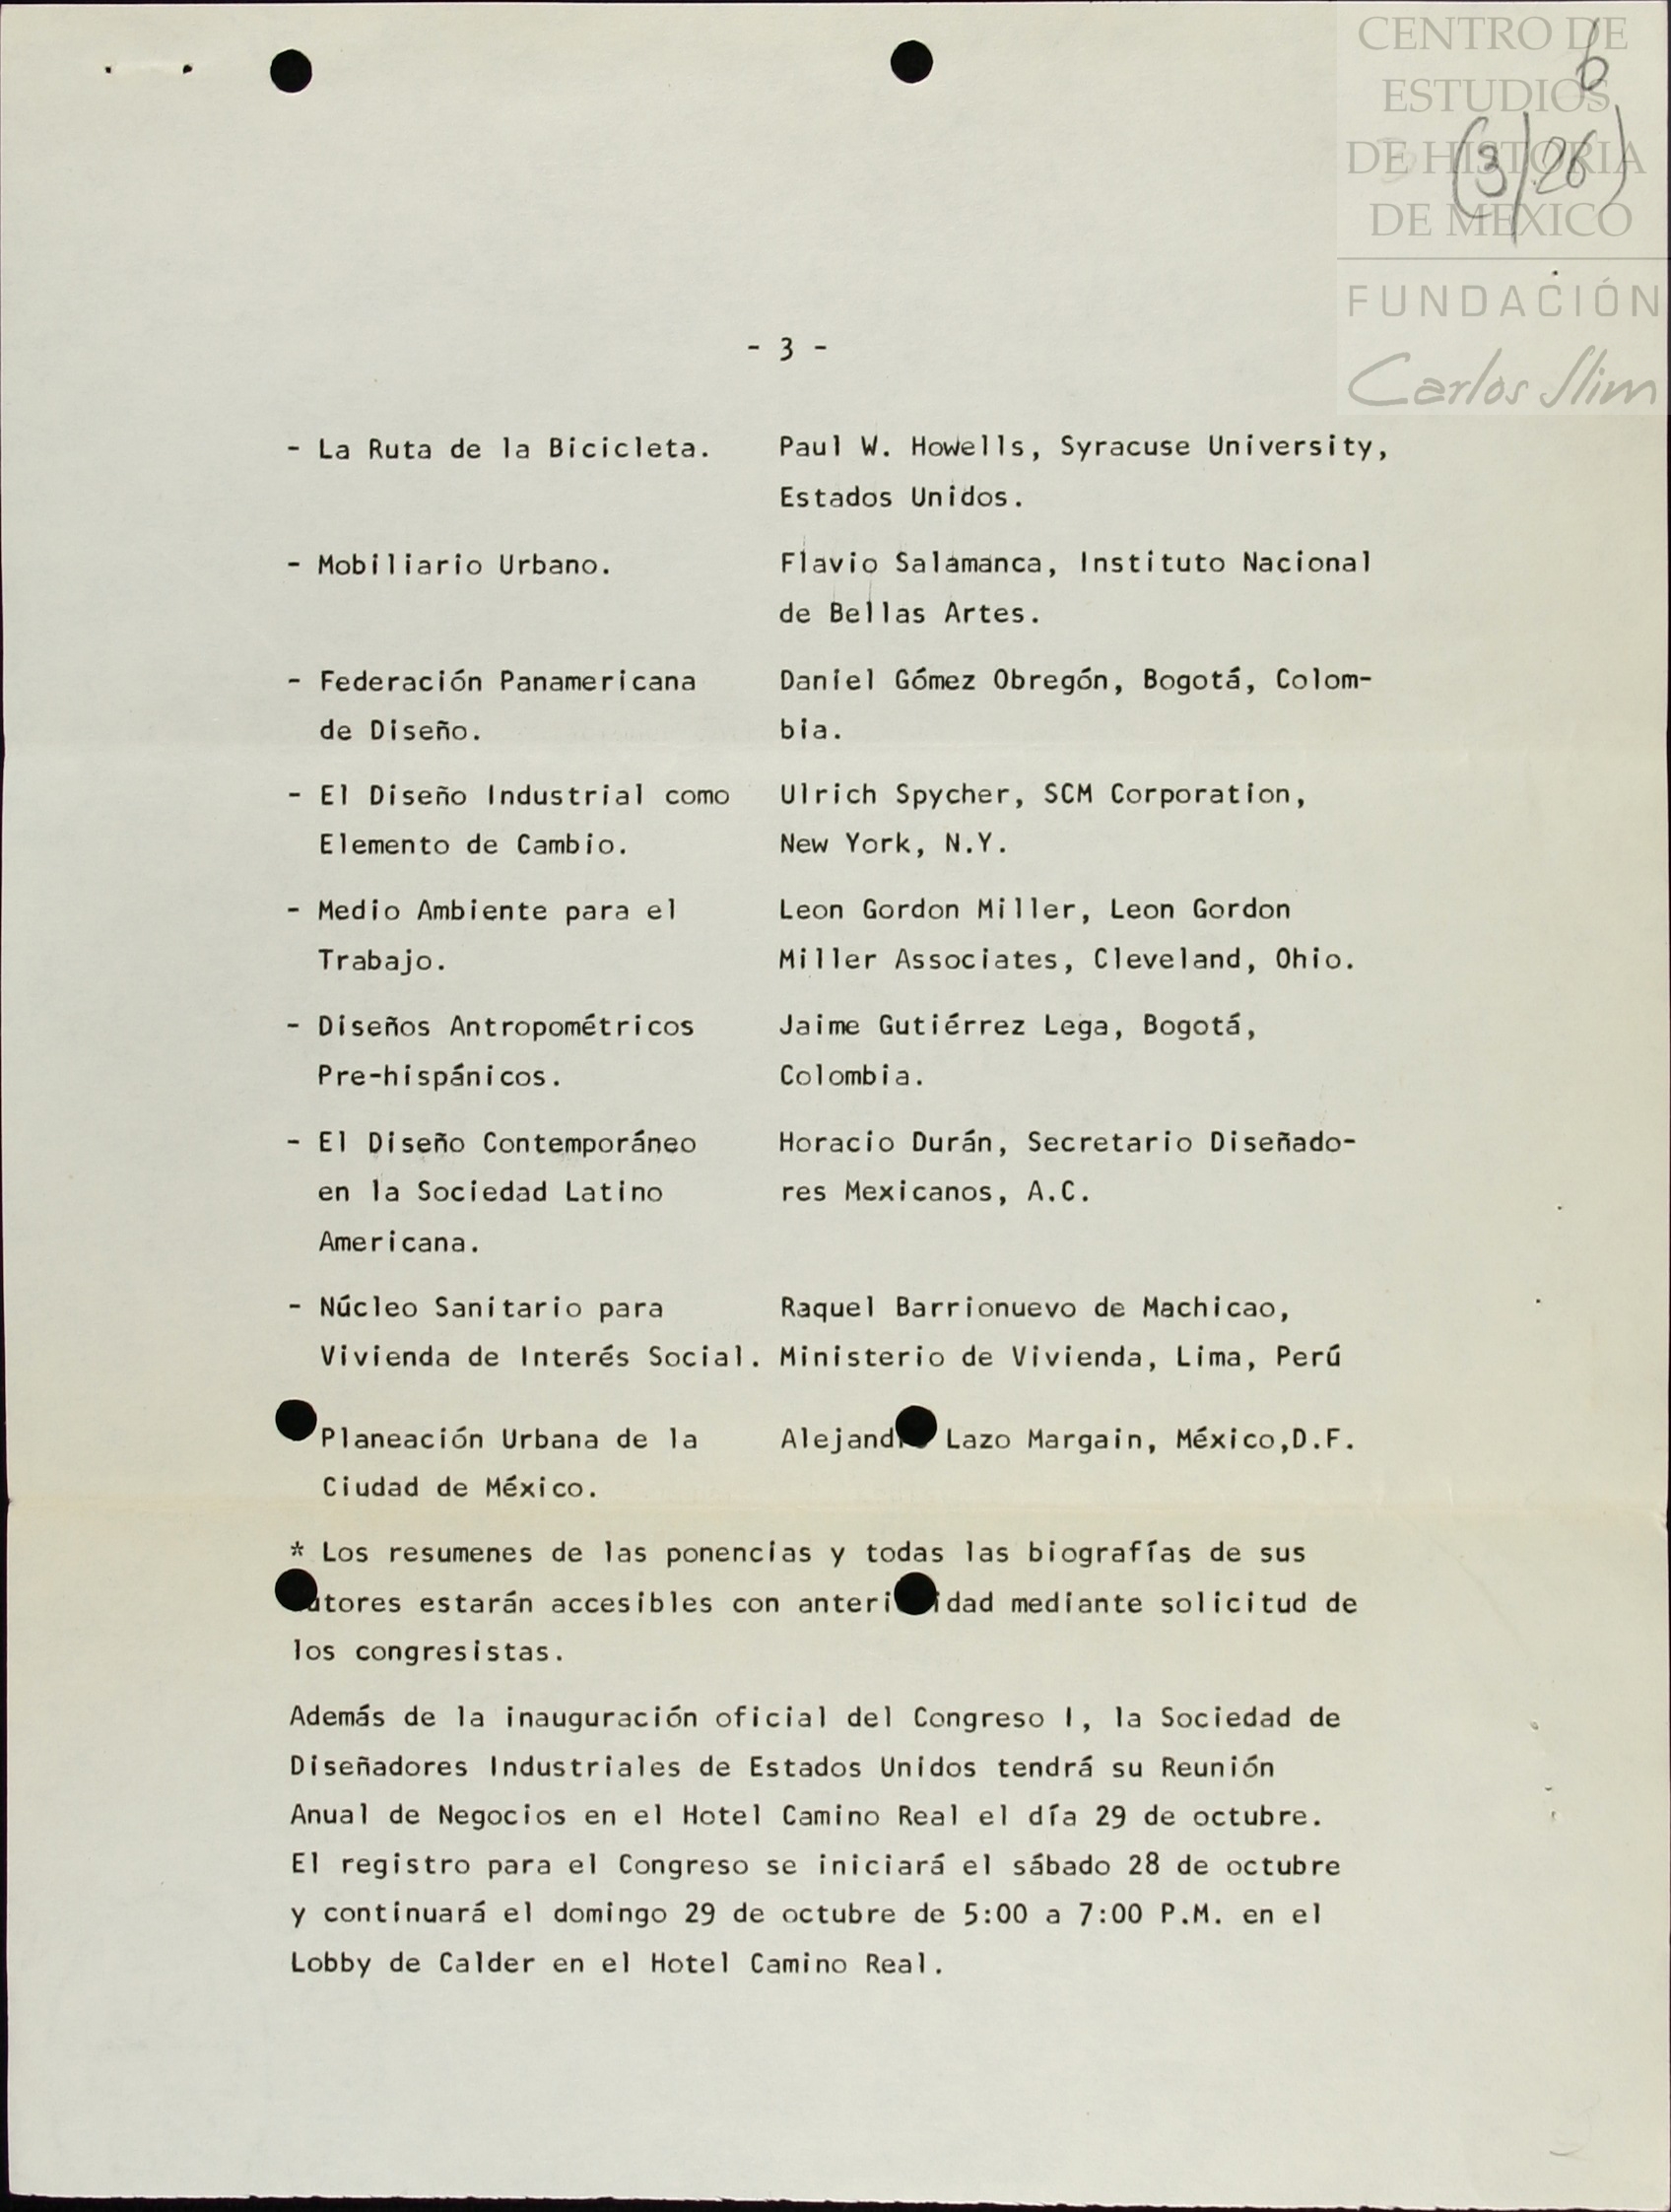 CENTRO DE
ESTUDIOS
DE HISTORIA
DE MEXICO
FUNDACIÓN
Carlos Slim
6
(3/26)
- 3 -
- La Ruta de la Bicicleta. Paul W. Howells, Syracuse University,
Estados Unidos.
- Mobiliario Urbano. Flavio Salamanca, Instituto Nacional
de Bellas Artes.
- Federación Panamericana Daniel Gómez Obregón, Bogotá, Colom-
de Diseño. bia.
- El Diseño Industrial como Ulrich Spycher, SCM Corporation,
Elemento de Cambio. New York, N.Y.
- Medio Ambiente para el Leon Gordon Miller, Leon Gordon
Trabajo. Miller Associates, Cleveland, Ohio.
- Diseños Antropométricos Jaime Gutiérrez Lega, Bogotá,
Pre-hispánicos. Colombia.
- El Diseño Contemporáneo Horacio Durán, Secretario Diseñado-
en la Sociedad Latino res Mexicanos, A.C.
Americana.
- Núcleo Sanitario para Raquel Barrionuevo de Machicao,
Vivienda de Interés Social. Ministerio de Vivienda, Lima, Perú
Planeación Urbana de la Lazo Margain, México,D.F.
Ciudad de México.
* Los resumenes de las ponencias y todas las biografías de sus
estarán accesibles con mediante solicitud de
los congresistas.
Además de la inauguración oficial del Congreso I, la Sociedad de
Diseñadores Industriales de Estados Unidos tendrá su Reunión
Anual de Negocios en el Hotel Camino Real el día 29 de octubre.
El registro para el Congreso se iniciará el sábado 28 de octubre
y continuará el domingo 29 de octubre de 5:00 a 7:00 P.M. en el
Lobby de Calder en el Hotel Camino Real.